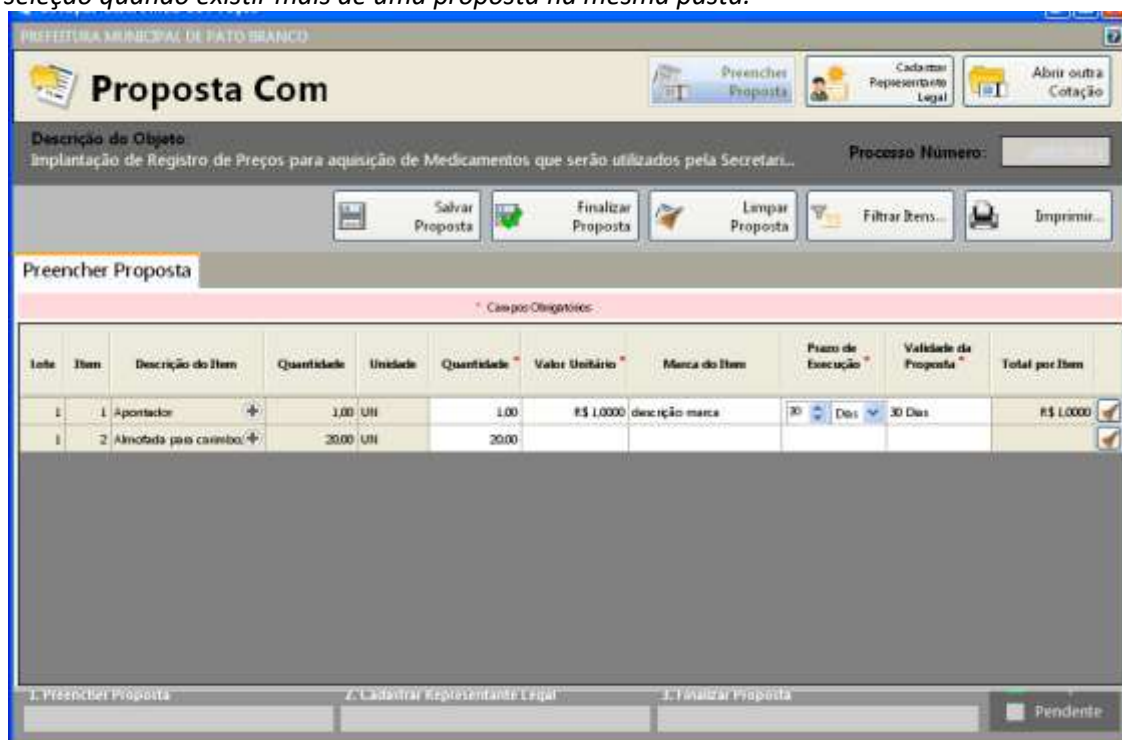 seleção quando existir mais de uma proposta na mesma pasta.
PREFEITURA MUNICIPAL DE PATO BRANCO
Proposta Com
Preencher
Proposta
Cadastrar
Representante
Legal
Abrir outra
Cotação
Descrição do Objeto:
Implantação de Registro de Preços para aquisição de Medicamentos que serão utilizados pela Secretari...
Processo Número:
Salvar
Proposta
Finalizar
Proposta
Limpar
Proposta
Filtrar Itens...
Imprimir...
Preencher Proposta
* Campos Obrigatórios
Lote Item Descrição do Item Quantidade Unidade Quantidade * Valor Unitário * Marca do Item Prazo de Execução * Validade da Proposta * Total por Item
1 1 Apontador 1,00 UN 1,00 R$ 1,0000 descrição marca 30 Dias 30 Dias R$ 1,0000
1 2 Almofada para carimbo, 20,00 UN 20,00
1. Preencher Proposta 2. Cadastrar Representante Legal 3. Finalizar Proposta
Pendente